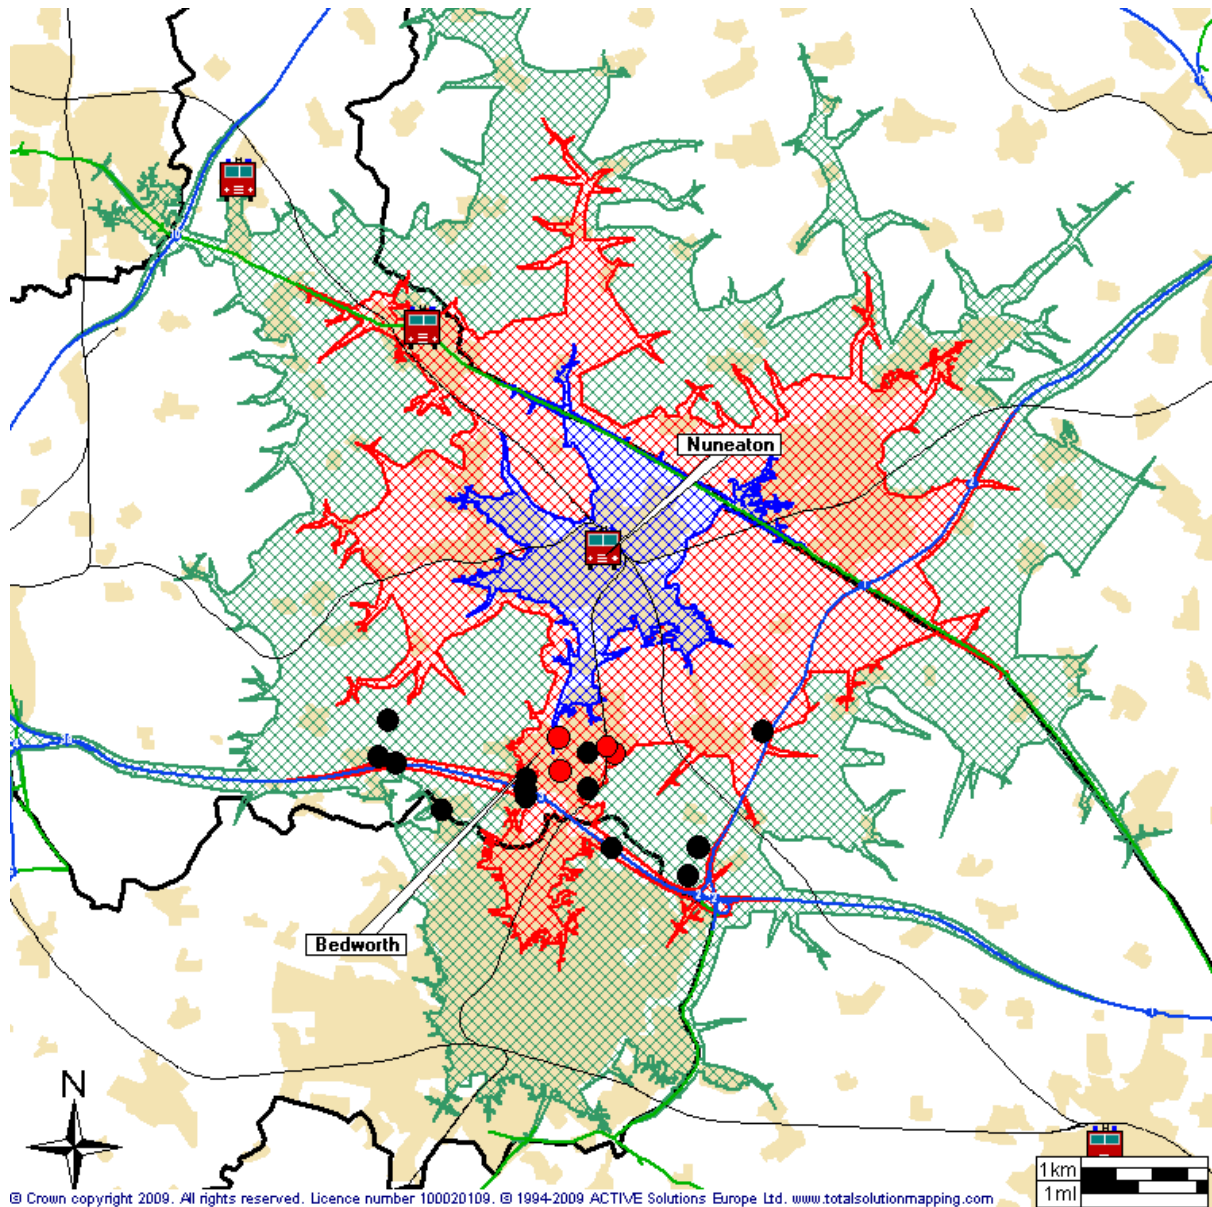 Nuneaton
Bedworth
N
1km
1ml
© Crown copyright 2009. All rights reserved. Licence number 100020109. © 1994-2009 ACTIVE Solutions Europe Ltd. www.totalsolutionmapping.com